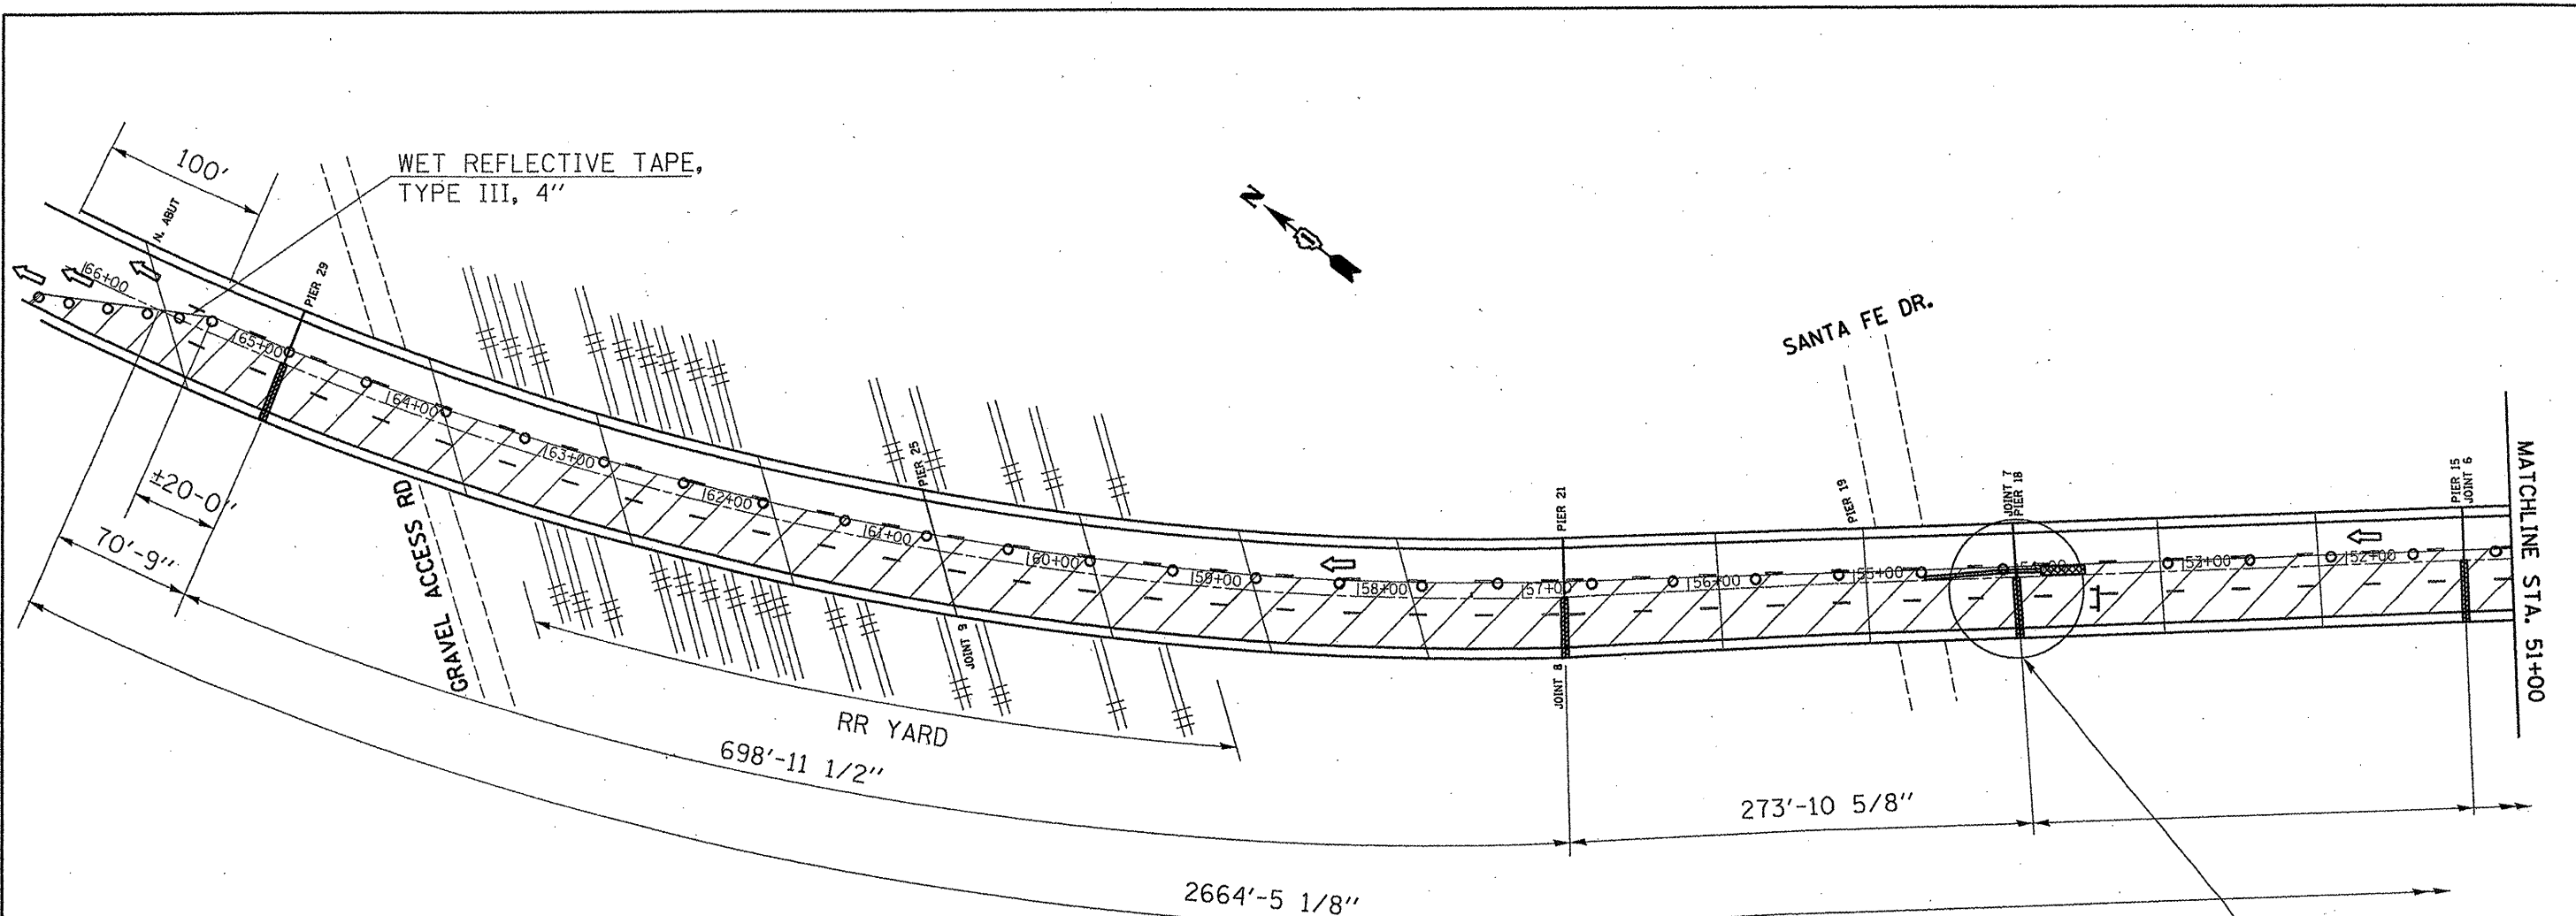 WET REFLECTIVE TAPE,
TYPE III, 4"
100'
N. ABUT
PIER 29
N
SANTA FE DR.
166+00
165+00
164+00
163+00
162+00
161+00
160+00
159+00
158+00
157+00
156+00
155+00
153+00
152+00
PIER 25
JOINT 5
PIER 21
JOINT 8
PIER 19
JOINT 7
PIER 18
PIER 15
JOINT 6
MATCHLINE STA. 51+00
±20-0"
70'-9"
GRAVEL ACCESS RD
RR YARD
698'-11 1/2"
273'-10 5/8"
2664'-5 1/8"